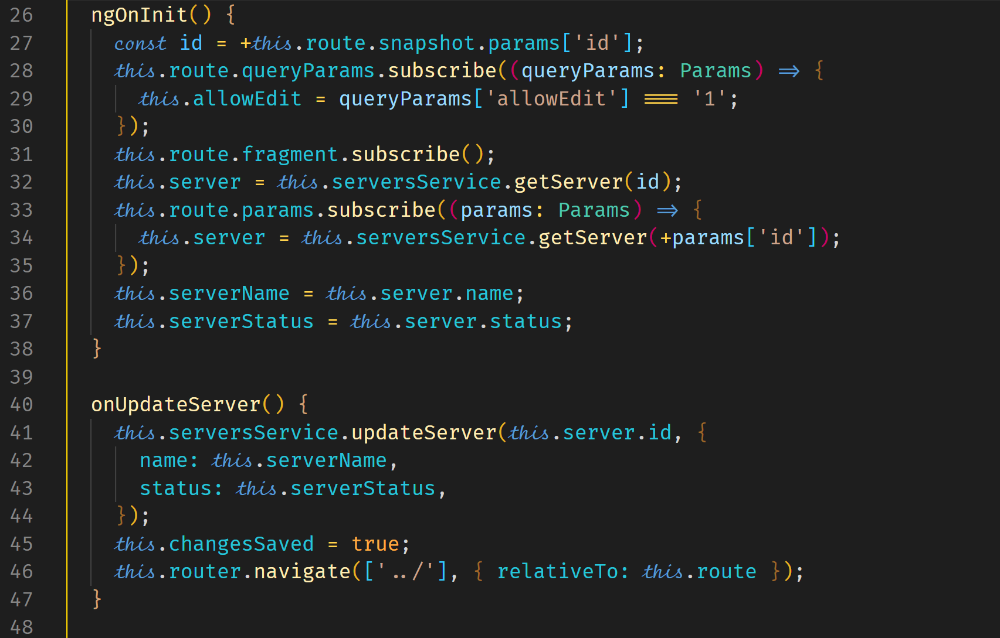 26 ngOnInit() {
27 const id = +this.route.snapshot.params['id'];
28 this.route.queryParams.subscribe((queryParams: Params) => {
29 this.allowEdit = queryParams['allowEdit'] === '1';
30 });
31 this.route.fragment.subscribe();
32 this.server = this.serversService.getServer(id);
33 this.route.params.subscribe((params: Params) => {
34 this.server = this.serversService.getServer(+params['id']);
35 });
36 this.serverName = this.server.name;
37 this.serverStatus = this.server.status;
38 }
39
40 onUpdateServer() {
41 this.serversService.updateServer(this.server.id, {
42 name: this.serverName,
43 status: this.serverStatus,
44 });
45 this.changesSaved = true;
46 this.router.navigate(['../'], { relativeTo: this.route });
47 }
48